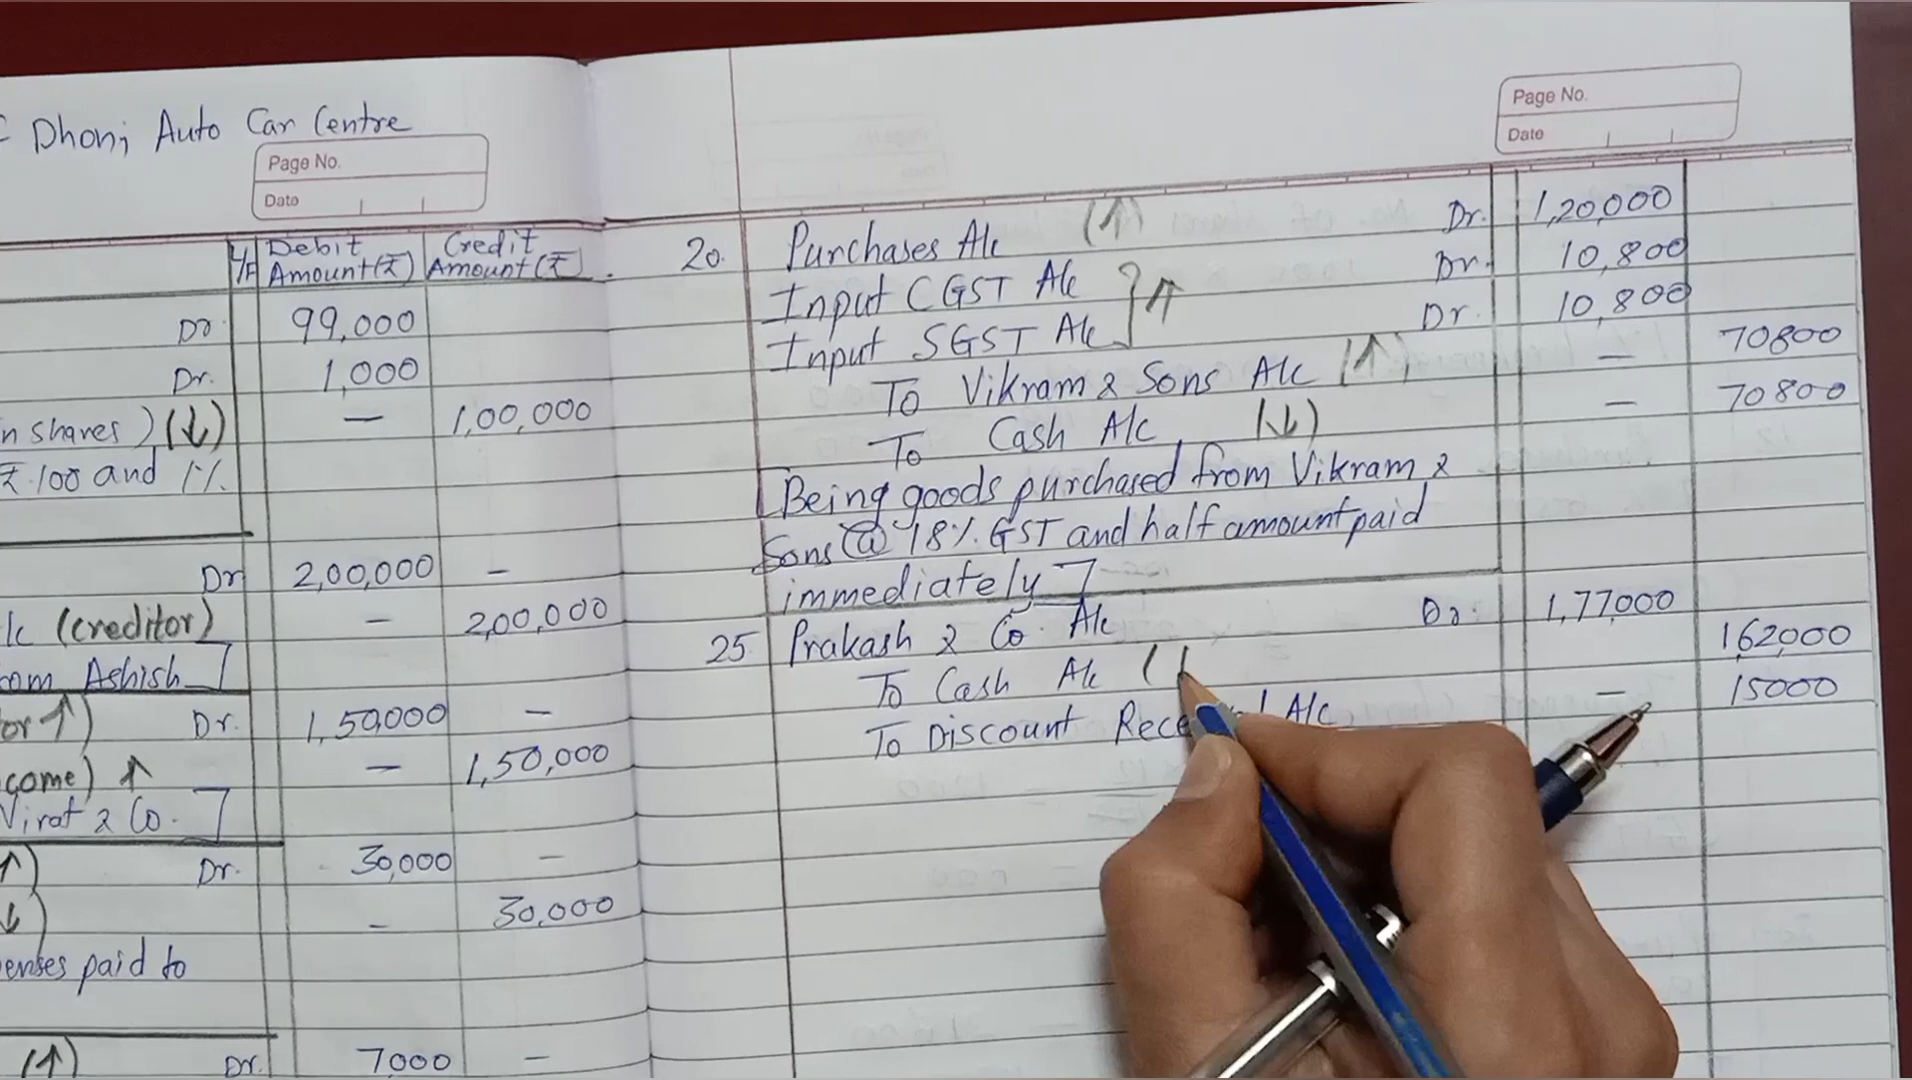 Dhoni Auto Car Centre
Page No.
Date
L/F Debit Amount(₹) Credit Amount(₹)
Dr. 99,000
Dr. 1,000
n shares) (↓) — 1,00,000
₹.100 and 1%
Dr 2,00,000 —
(creditor) — 2,00,000
om Ashish ]
or ↑) Dr. 1,50,000 —
come) ↑ — 1,50,000
Virat & Co. ]
↑) Dr. 30,000 —
↓) — 30,000
enses paid to
(↑) Dr. 7,000 —
Page No.
Date
20. Purchases A/c (↑) Dr. 1,20,000
Input CGST A/c } ↑ Dr. 10,800
Input SGST A/c Dr. 10,800
To Vikram & Sons A/c (↑) — 70800
To Cash A/c (↓) — 70800
[Being goods purchased from Vikram &
Sons @ 18% GST and half amount paid
immediately]
25 Prakash & Co. A/c Dr. 1,77,000
To Cash A/c ( 1,62,000
To Discount A/c — 15000